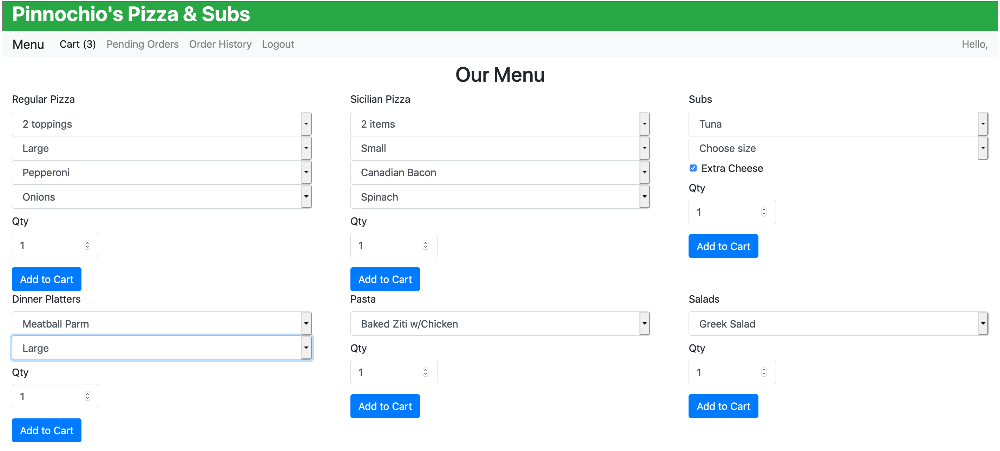 Pinnochio's Pizza & Subs
Menu Cart (3) Pending Orders Order History Logout Hello,
Our Menu
Regular Pizza
2 toppings
Large
Pepperoni
Onions
Qty
1
Add to Cart
Sicilian Pizza
2 items
Small
Canadian Bacon
Spinach
Qty
1
Add to Cart
Subs
Tuna
Choose size
Extra Cheese
Qty
1
Add to Cart
Dinner Platters
Meatball Parm
Large
Qty
1
Add to Cart
Pasta
Baked Ziti w/Chicken
Qty
1
Add to Cart
Salads
Greek Salad
Qty
1
Add to Cart